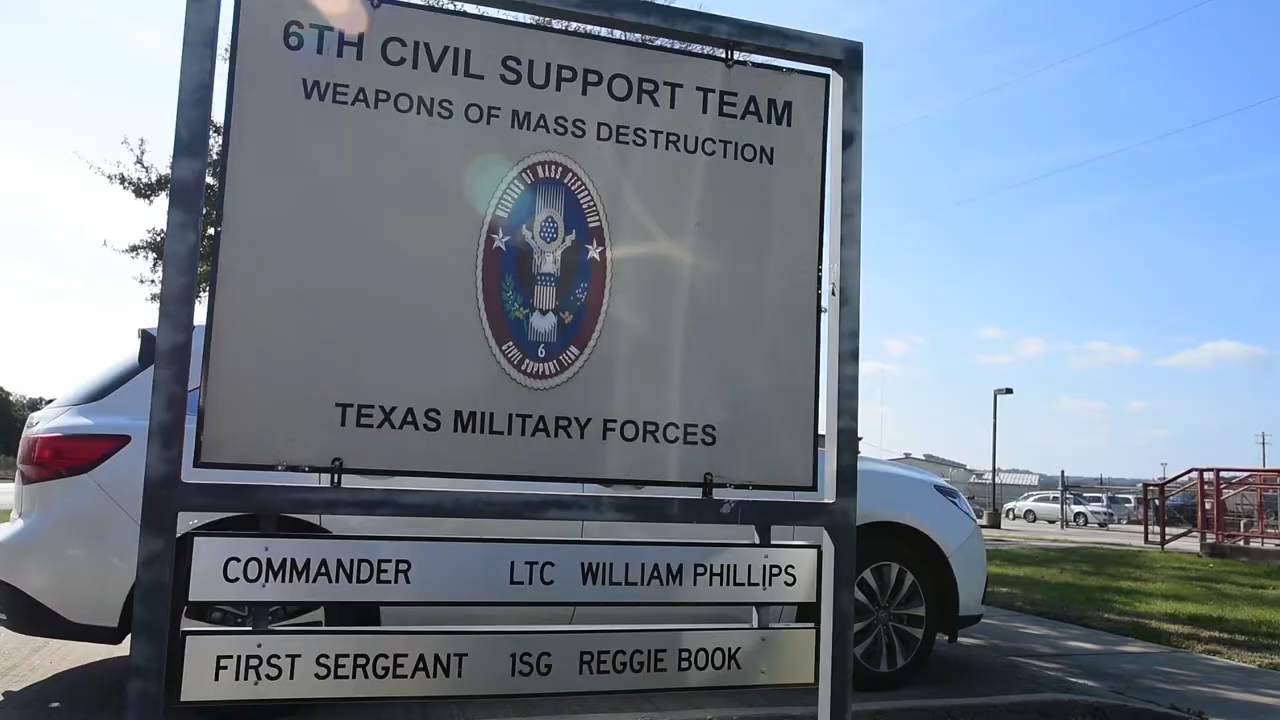 6TH CIVIL SUPPORT TEAM
WEAPONS OF MASS DESTRUCTION
WEAPONS OF MASS DESTRUCTION
6
CIVIL SUPPORT TEAM
TEXAS MILITARY FORCES
COMMANDER LTC WILLIAM PHILLIPS
FIRST SERGEANT 1SG REGGIE BOOK